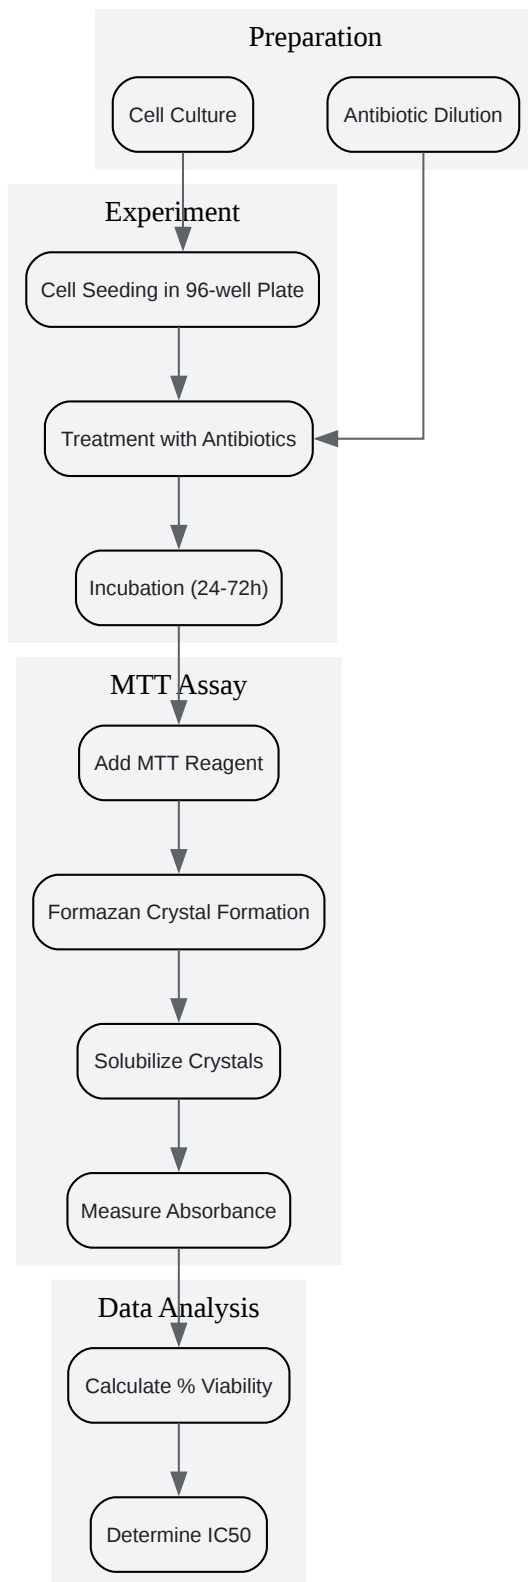 Preparation
Cell Culture
Antibiotic Dilution
Experiment
Cell Seeding in 96-well Plate
Treatment with Antibiotics
Incubation (24-72h)
MTT Assay
Add MTT Reagent
Formazan Crystal Formation
Solubilize Crystals
Measure Absorbance
Data Analysis
Calculate % Viability
Determine IC50